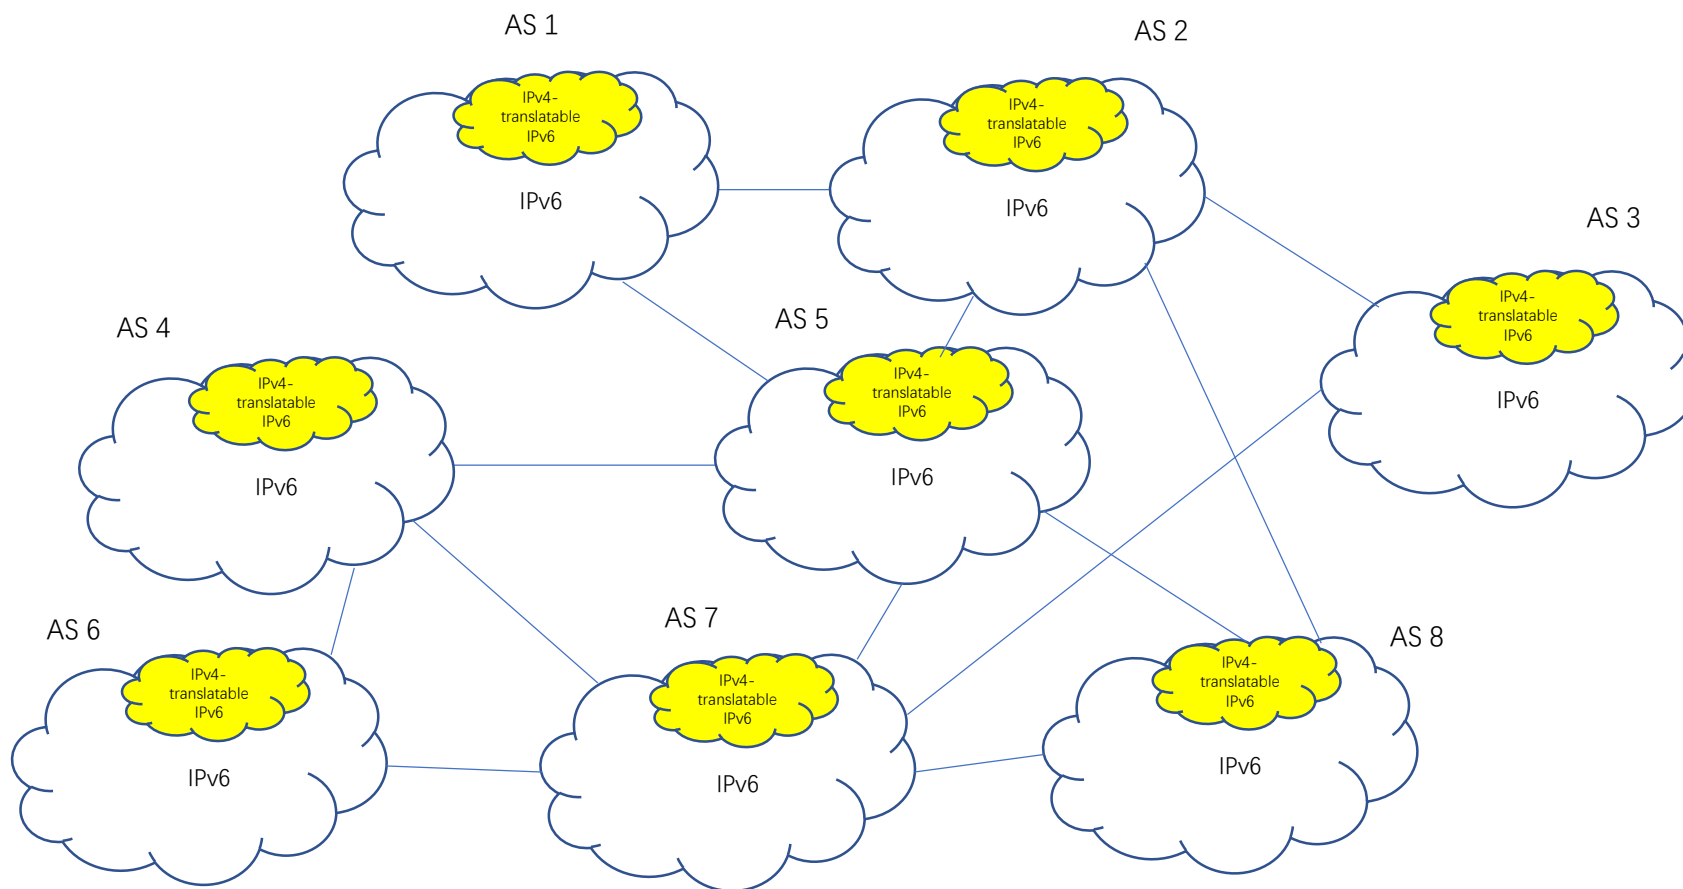 AS 1
IPv4-
translatable
IPv6
IPv6
AS 2
IPv4-
translatable
IPv6
IPv6
AS 3
IPv4-
translatable
IPv6
IPv6
AS 4
IPv4-
translatable
IPv6
IPv6
AS 5
IPv4-
translatable
IPv6
IPv6
AS 6
IPv4-
translatable
IPv6
IPv6
AS 7
IPv4-
translatable
IPv6
IPv6
AS 8
IPv4-
translatable
IPv6
IPv6